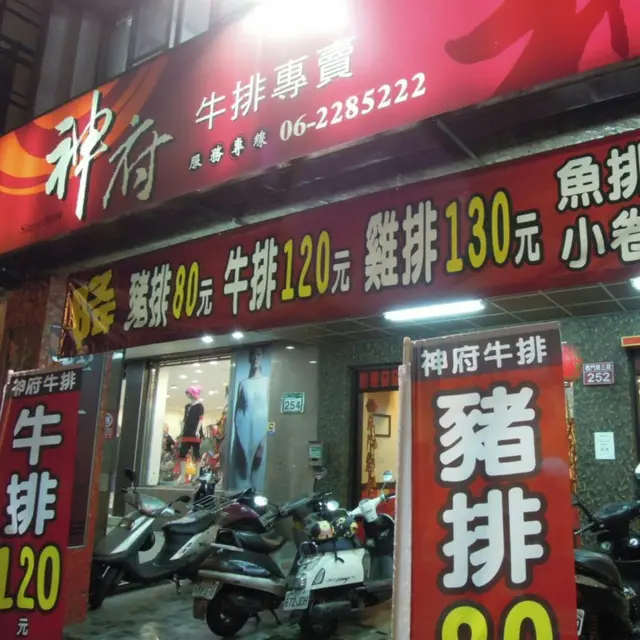 神府
牛排專賣
服務專線 06-2285222
豬排80元 牛排120元 雞排130元
魚排
小卷
神府牛排
牛排
120
元
神府牛排
豬排
80
254
252